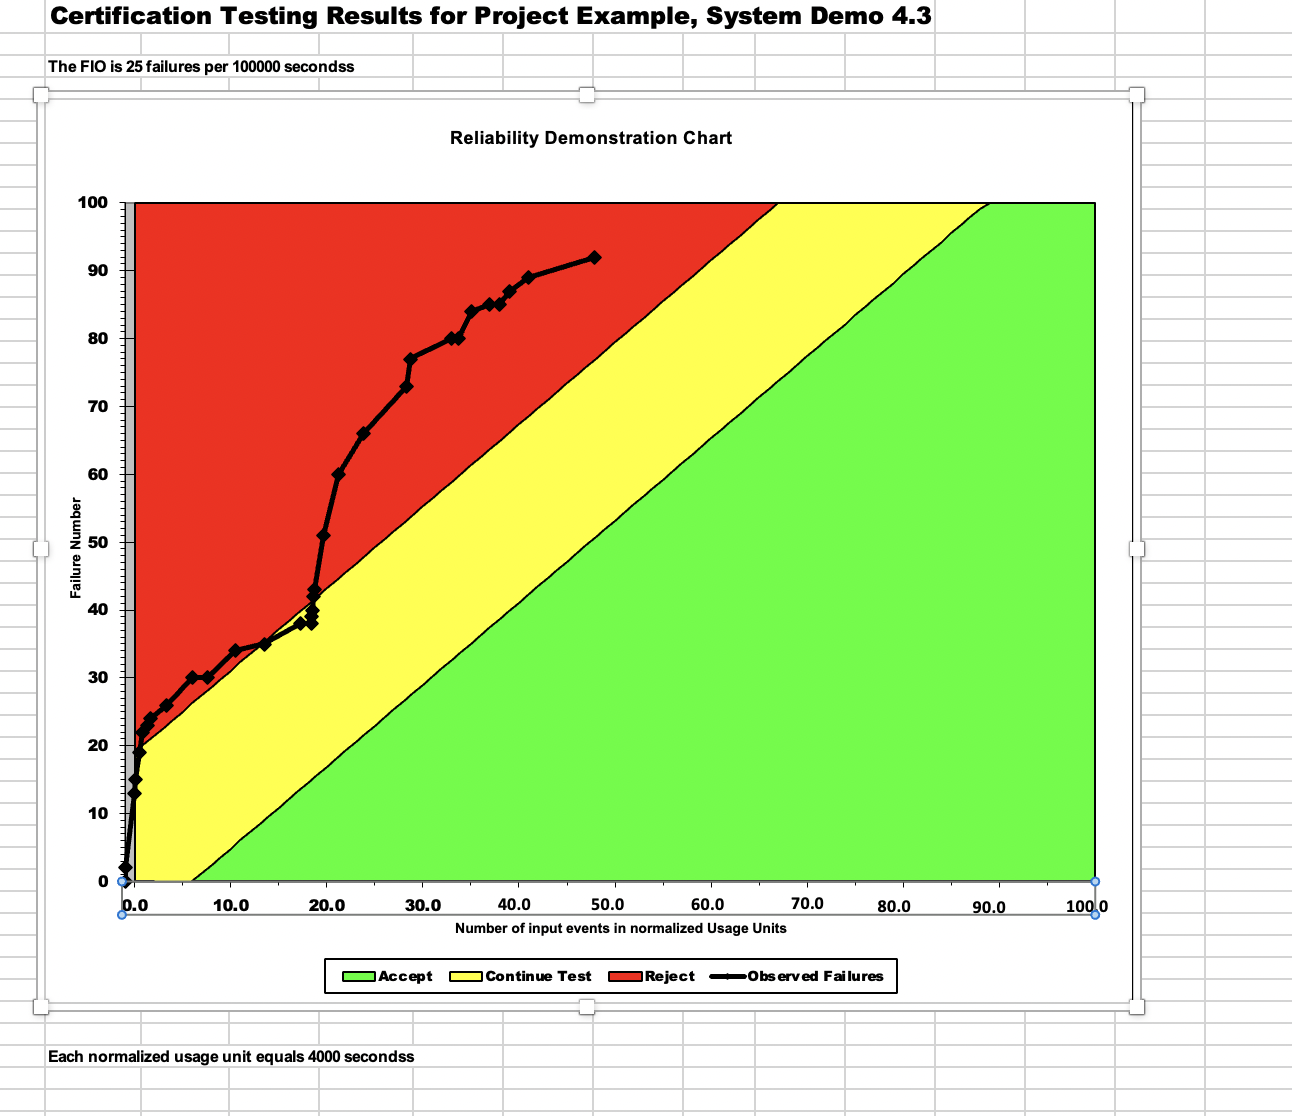 Certification Testing Results for Project Example, System Demo 4.3
The FIO is 25 failures per 100000 secondss
Reliability Demonstration Chart
100
90
80
70
60
50
40
30
20
10
0
Failure Number
0.0 10.0 20.0 30.0 40.0 50.0 60.0 70.0 80.0 90.0 100.0
Number of input events in normalized Usage Units
Accept Continue Test Reject Observed Failures
Each normalized usage unit equals 4000 secondss